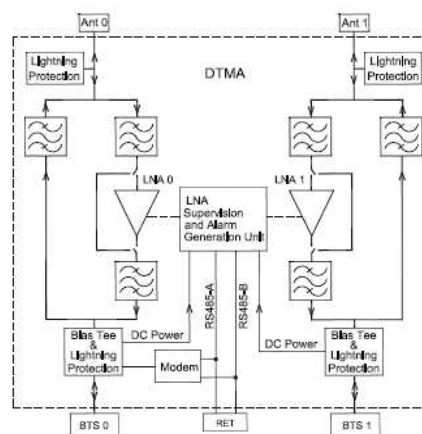 Ant 0
Ant 1
Lightning
Protection
DTMA
Lightning
Protection
LNA 0
LNA 1
LNA
Supervision
and Alarm
Generation Unit
RS485-A
RS485-B
Bias Tee
&
Lightning
Protection
DC Power
DC Power
Bias Tee
&
Lightning
Protection
Modem
BTS 0
RET
BTS 1